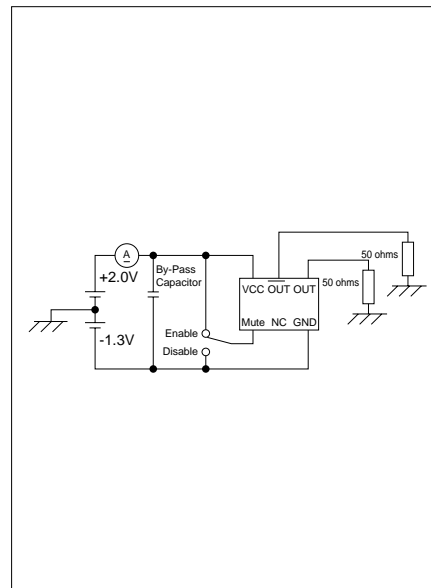 A
+2.0V
By-Pass
Capacitor
-1.3V
Enable
Disable
VCC OUT OUT
Mute NC GND
50 ohms
50 ohms